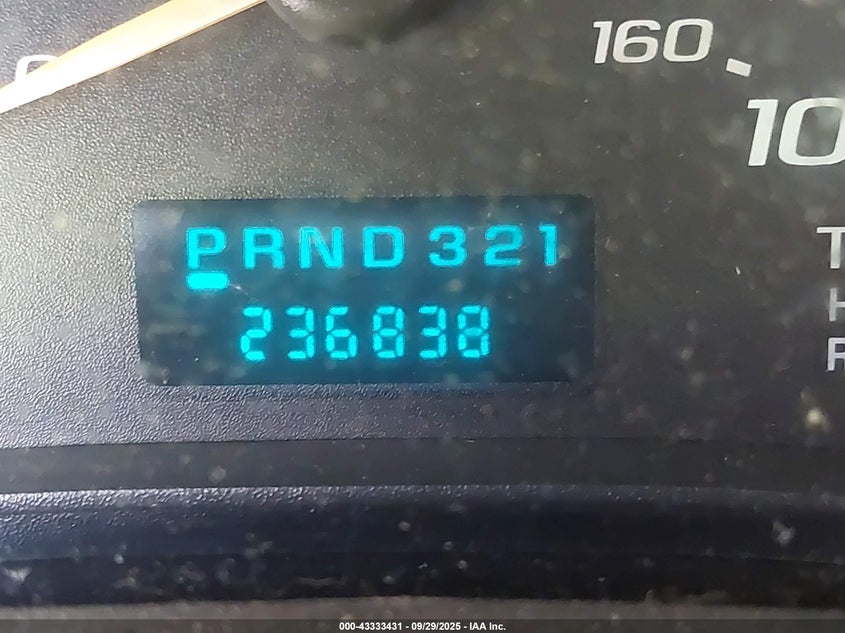 160
10
PRND321
236838
T
H
R
000-43333431 - 09/29/2025 - IAA Inc.